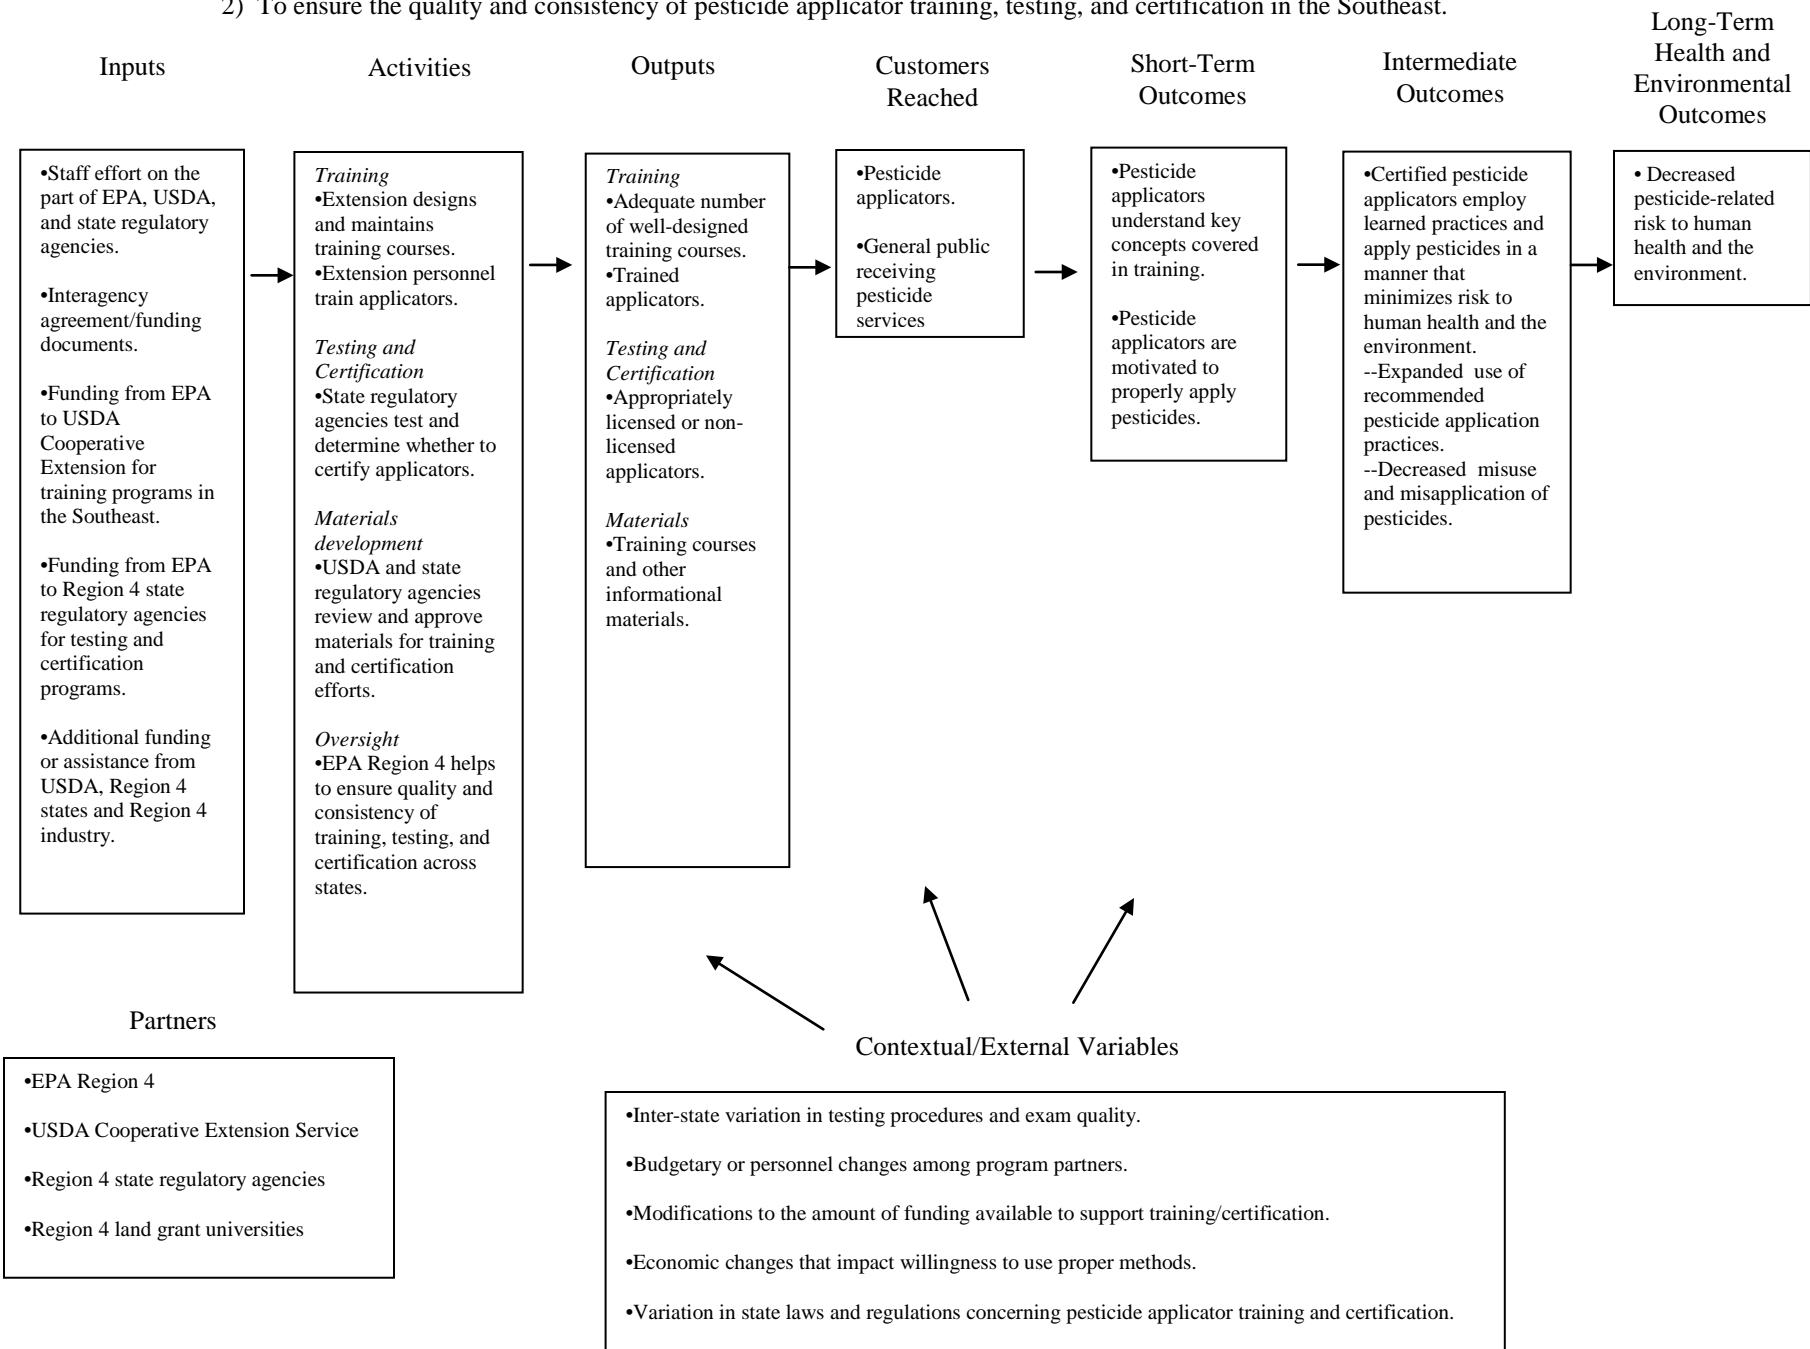 2) To ensure the quality and consistency of pesticide applicator training, testing, and certification in the Southeast.
Inputs
Activities
Outputs
Customers
Reached
Short-Term
Outcomes
Intermediate
Outcomes
Long-Term
Health and
Environmental
Outcomes
•Staff effort on the
part of EPA, USDA,
and state regulatory
agencies.
•Interagency
agreement/funding
documents.
•Funding from EPA
to USDA
Cooperative
Extension for
training programs in
the Southeast.
•Funding from EPA
to Region 4 state
regulatory agencies
for testing and
certification
programs.
•Additional funding
or assistance from
USDA, Region 4
states and Region 4
industry.
Training
•Extension designs
and maintains
training courses.
•Extension personnel
train applicators.
Testing and
Certification
•State regulatory
agencies test and
determine whether to
certify applicators.
Materials
development
•USDA and state
regulatory agencies
review and approve
materials for training
and certification
efforts.
Oversight
•EPA Region 4 helps
to ensure quality and
consistency of
training, testing, and
certification across
states.
Training
•Adequate number
of well-designed
training courses.
•Trained
applicators.
Testing and
Certification
•Appropriately
licensed or non-
licensed
applicators.
Materials
•Training courses
and other
informational
materials.
•Pesticide
applicators.
•General public
receiving
pesticide
services
•Pesticide
applicators
understand key
concepts covered
in training.
•Pesticide
applicators are
motivated to
properly apply
pesticides.
•Certified pesticide
applicators employ
learned practices and
apply pesticides in a
manner that
minimizes risk to
human health and the
environment.
--Expanded  use of
recommended
pesticide application
practices.
--Decreased  misuse
and misapplication of
pesticides.
• Decreased
pesticide-related
risk to human
health and the
environment.
Partners
•EPA Region 4
•USDA Cooperative Extension Service
•Region 4 state regulatory agencies
•Region 4 land grant universities
Contextual/External Variables
•Inter-state variation in testing procedures and exam quality.
•Budgetary or personnel changes among program partners.
•Modifications to the amount of funding available to support training/certification.
•Economic changes that impact willingness to use proper methods.
•Variation in state laws and regulations concerning pesticide applicator training and certification.